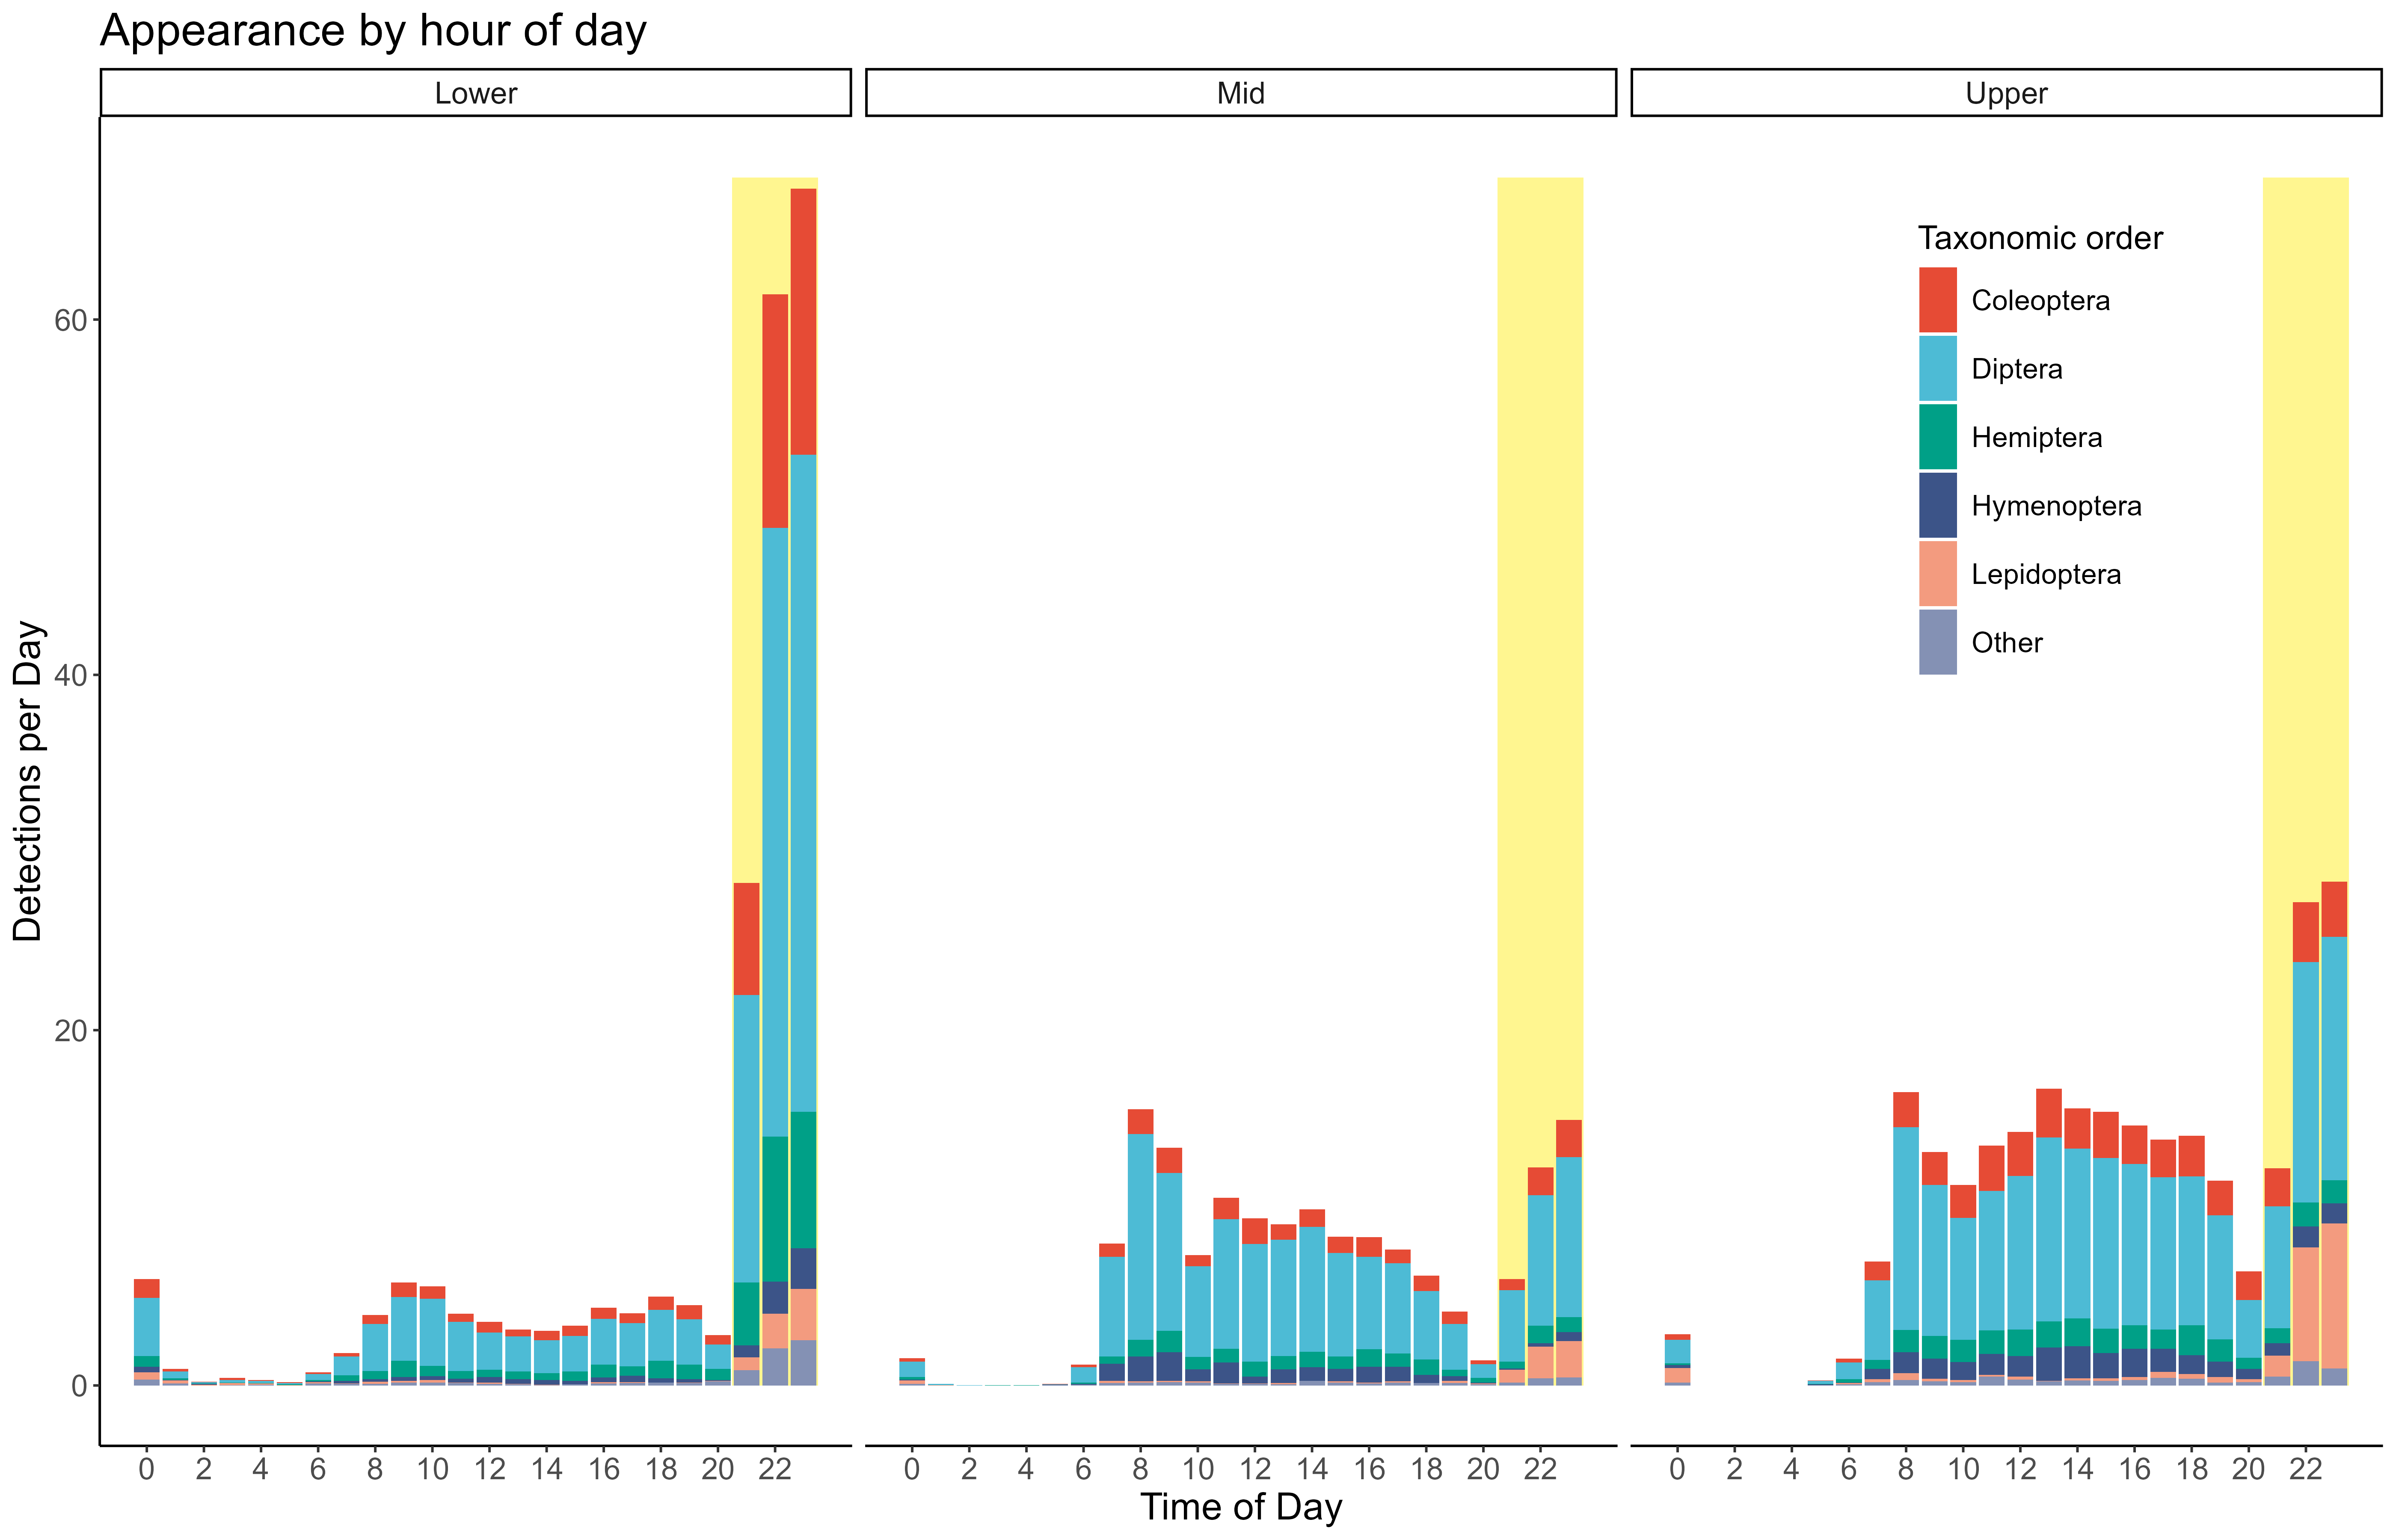 Appearance by hour of day
Lower Mid Upper
Taxonomic order
Coleoptera
Diptera
Hemiptera
Hymenoptera
Lepidoptera
Other
Detections per Day
60
40
20
0
0 2 4 6 8 10 12 14 16 18 20 22 0 2 4 6 8 10 12 14 16 18 20 22 0 2 4 6 8 10 12 14 16 18 20 22
Time of Day